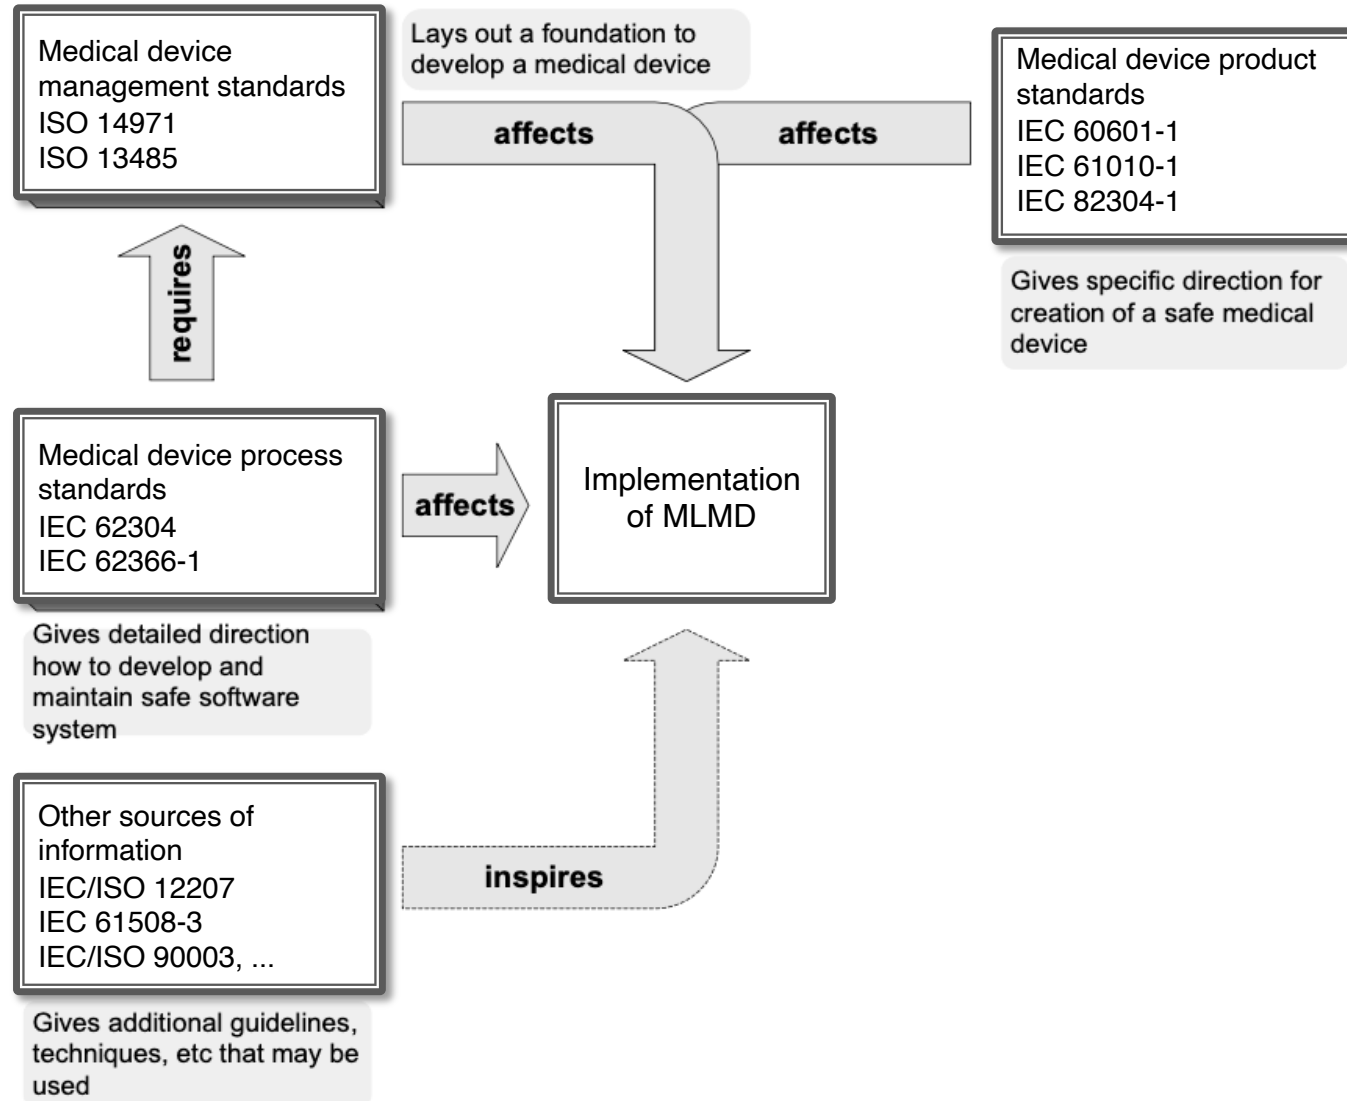 Medical device
management standards
ISO 14971
ISO 13485
Lays out a foundation to
develop a medical device
affects
affects
Medical device product
standards
IEC 60601-1
IEC 61010-1
IEC 82304-1
Gives specific direction for
creation of a safe medical
device
requires
Medical device process
standards
IEC 62304
IEC 62366-1
affects
Implementation
of MLMD
Gives detailed direction
how to develop and
maintain safe software
system
Other sources of
information
IEC/ISO 12207
IEC 61508-3
IEC/ISO 90003, ...
inspires
Gives additional guidelines,
techniques, etc that may be
used